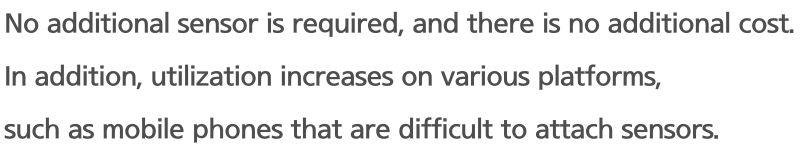 No additional sensor is required, and there is no additional cost.
In addition, utilization increases on various platforms,
such as mobile phones that are difficult to attach sensors.